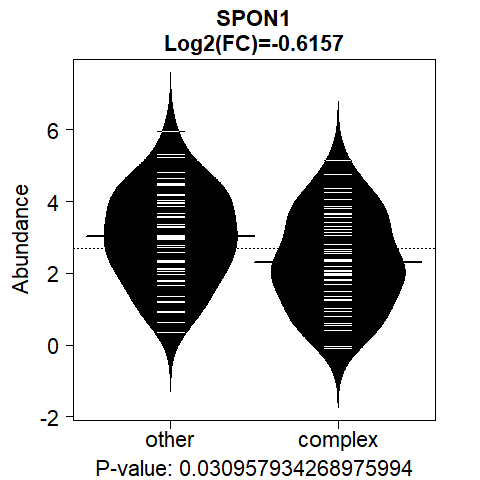 SPON1
Log2(FC)=-0.6157
Abundance
6
4
2
0
-2
other complex
P-value: 0.030957934268975994